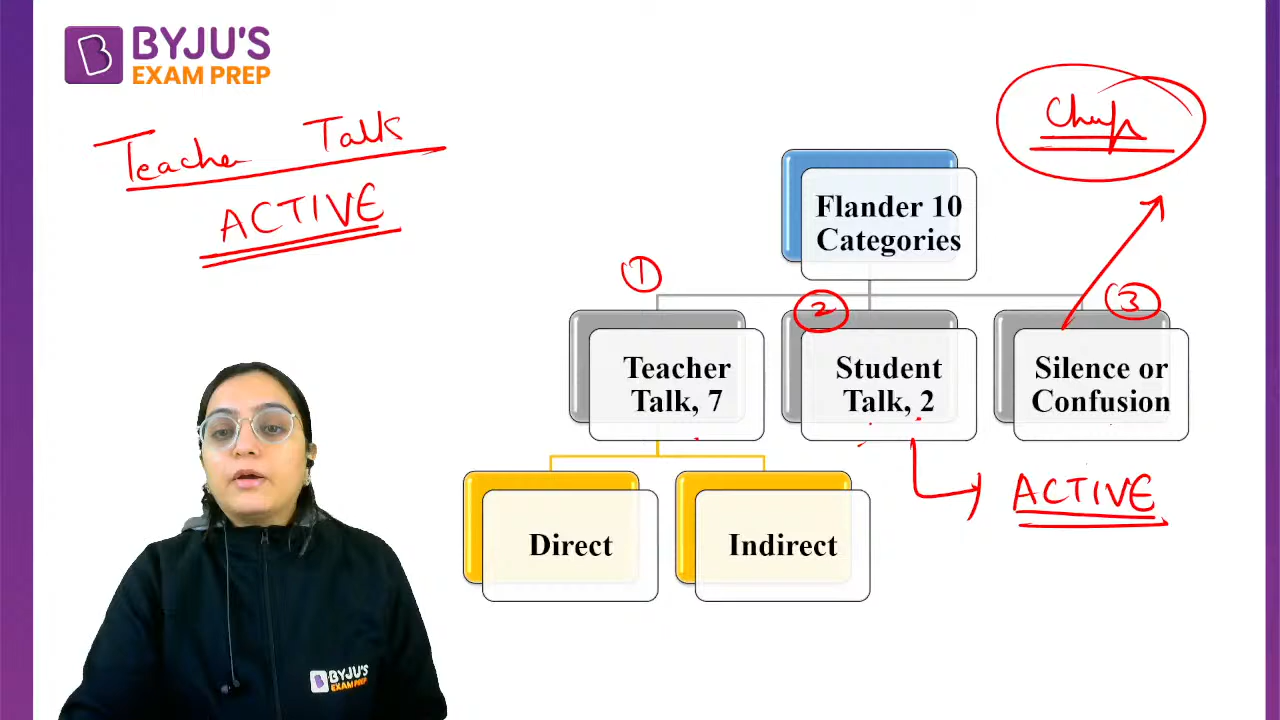 BYJU'S
EXAM PREP
Teacher Talk
ACTIVE
Chup
Flander 10
Categories
1
2
3
Teacher
Talk, 7
Student
Talk, 2
Silence or
Confusion
ACTIVE
Direct
Indirect
BYJU'S
EXAM PREP